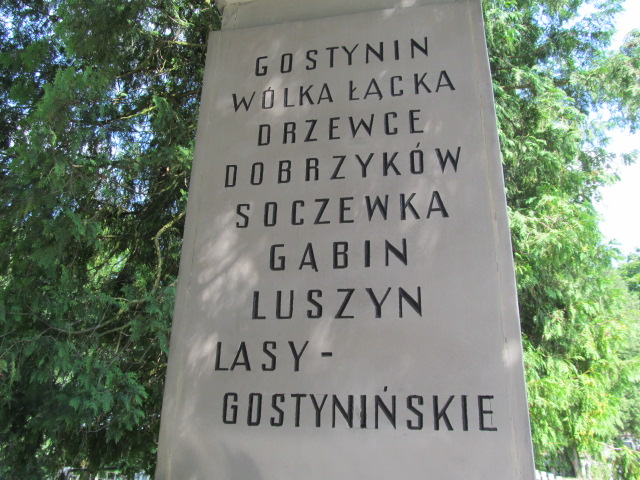 GOSTYNIN
WÓLKA ŁĄCKA
DRZEWCE
DOBRZYKÓW
SOCZEWKA
GĄBIN
LUSZYN
LASY-
GOSTYNIŃSKIE